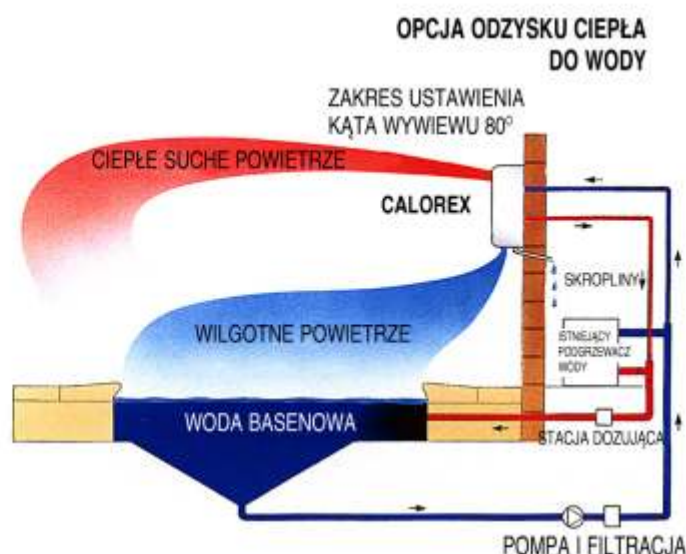 OPCJA ODZYSKU CIEPŁA
DO WODY
ZAKRES USTAWIENIA
KĄTA WYWIEWU 80°
CIEPŁE SUCHE POWIETRZE
CALOREX
SKROPLINY
WILGOTNE POWIETRZE
ISTNIEJĄCY
PODGRZEWACZ
WODY
WODA BASENOWA
STACJA DOZUJĄCA
POMPA I FILTRACJA